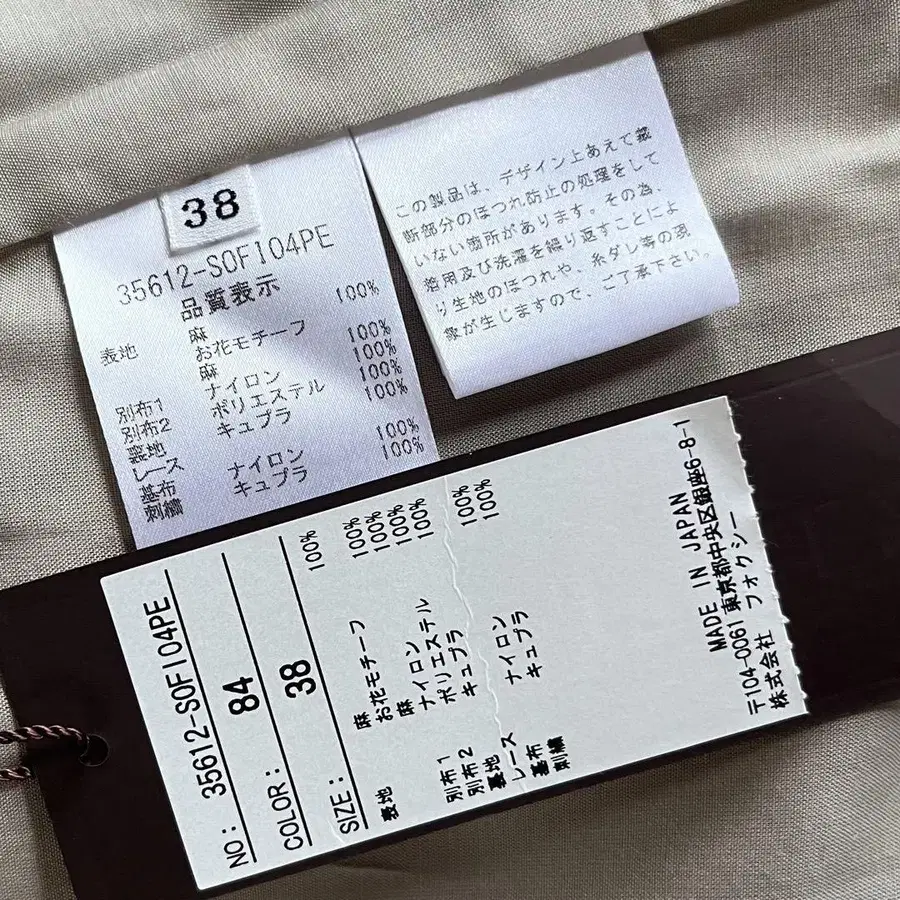 38
35612-SOFI04PE
品質表示
表地 麻 100%
お花モチーフ
麻 100%
ナイロン 100%
別布1 ポリエステル 100%
別布2 キュプラ 100%
裏地
レース ナイロン 100%
基布 キュプラ 100%
刺繍
この製品は、デザイン上あえて裁
断部分のほつれ防止の処理をして
いない箇所があります。その為、
着用及び洗濯を繰り返すことによ
り生地のほつれや、糸ダレ等の現
象が生じますので、ご了承下さい。
NO: 35612-SOFI04PE
COLOR: 84
SIZE: 38
表地 麻 100%
お花モチーフ
麻 100%
ナイロン 100%
別布1 ポリエステル 100%
別布2 キュプラ 100%
裏地
レース ナイロン 100%
基布 キュプラ 100%
刺繍
MADE IN JAPAN
〒104-0061 東京都中央区銀座6-8-1
株式会社 フォクシー